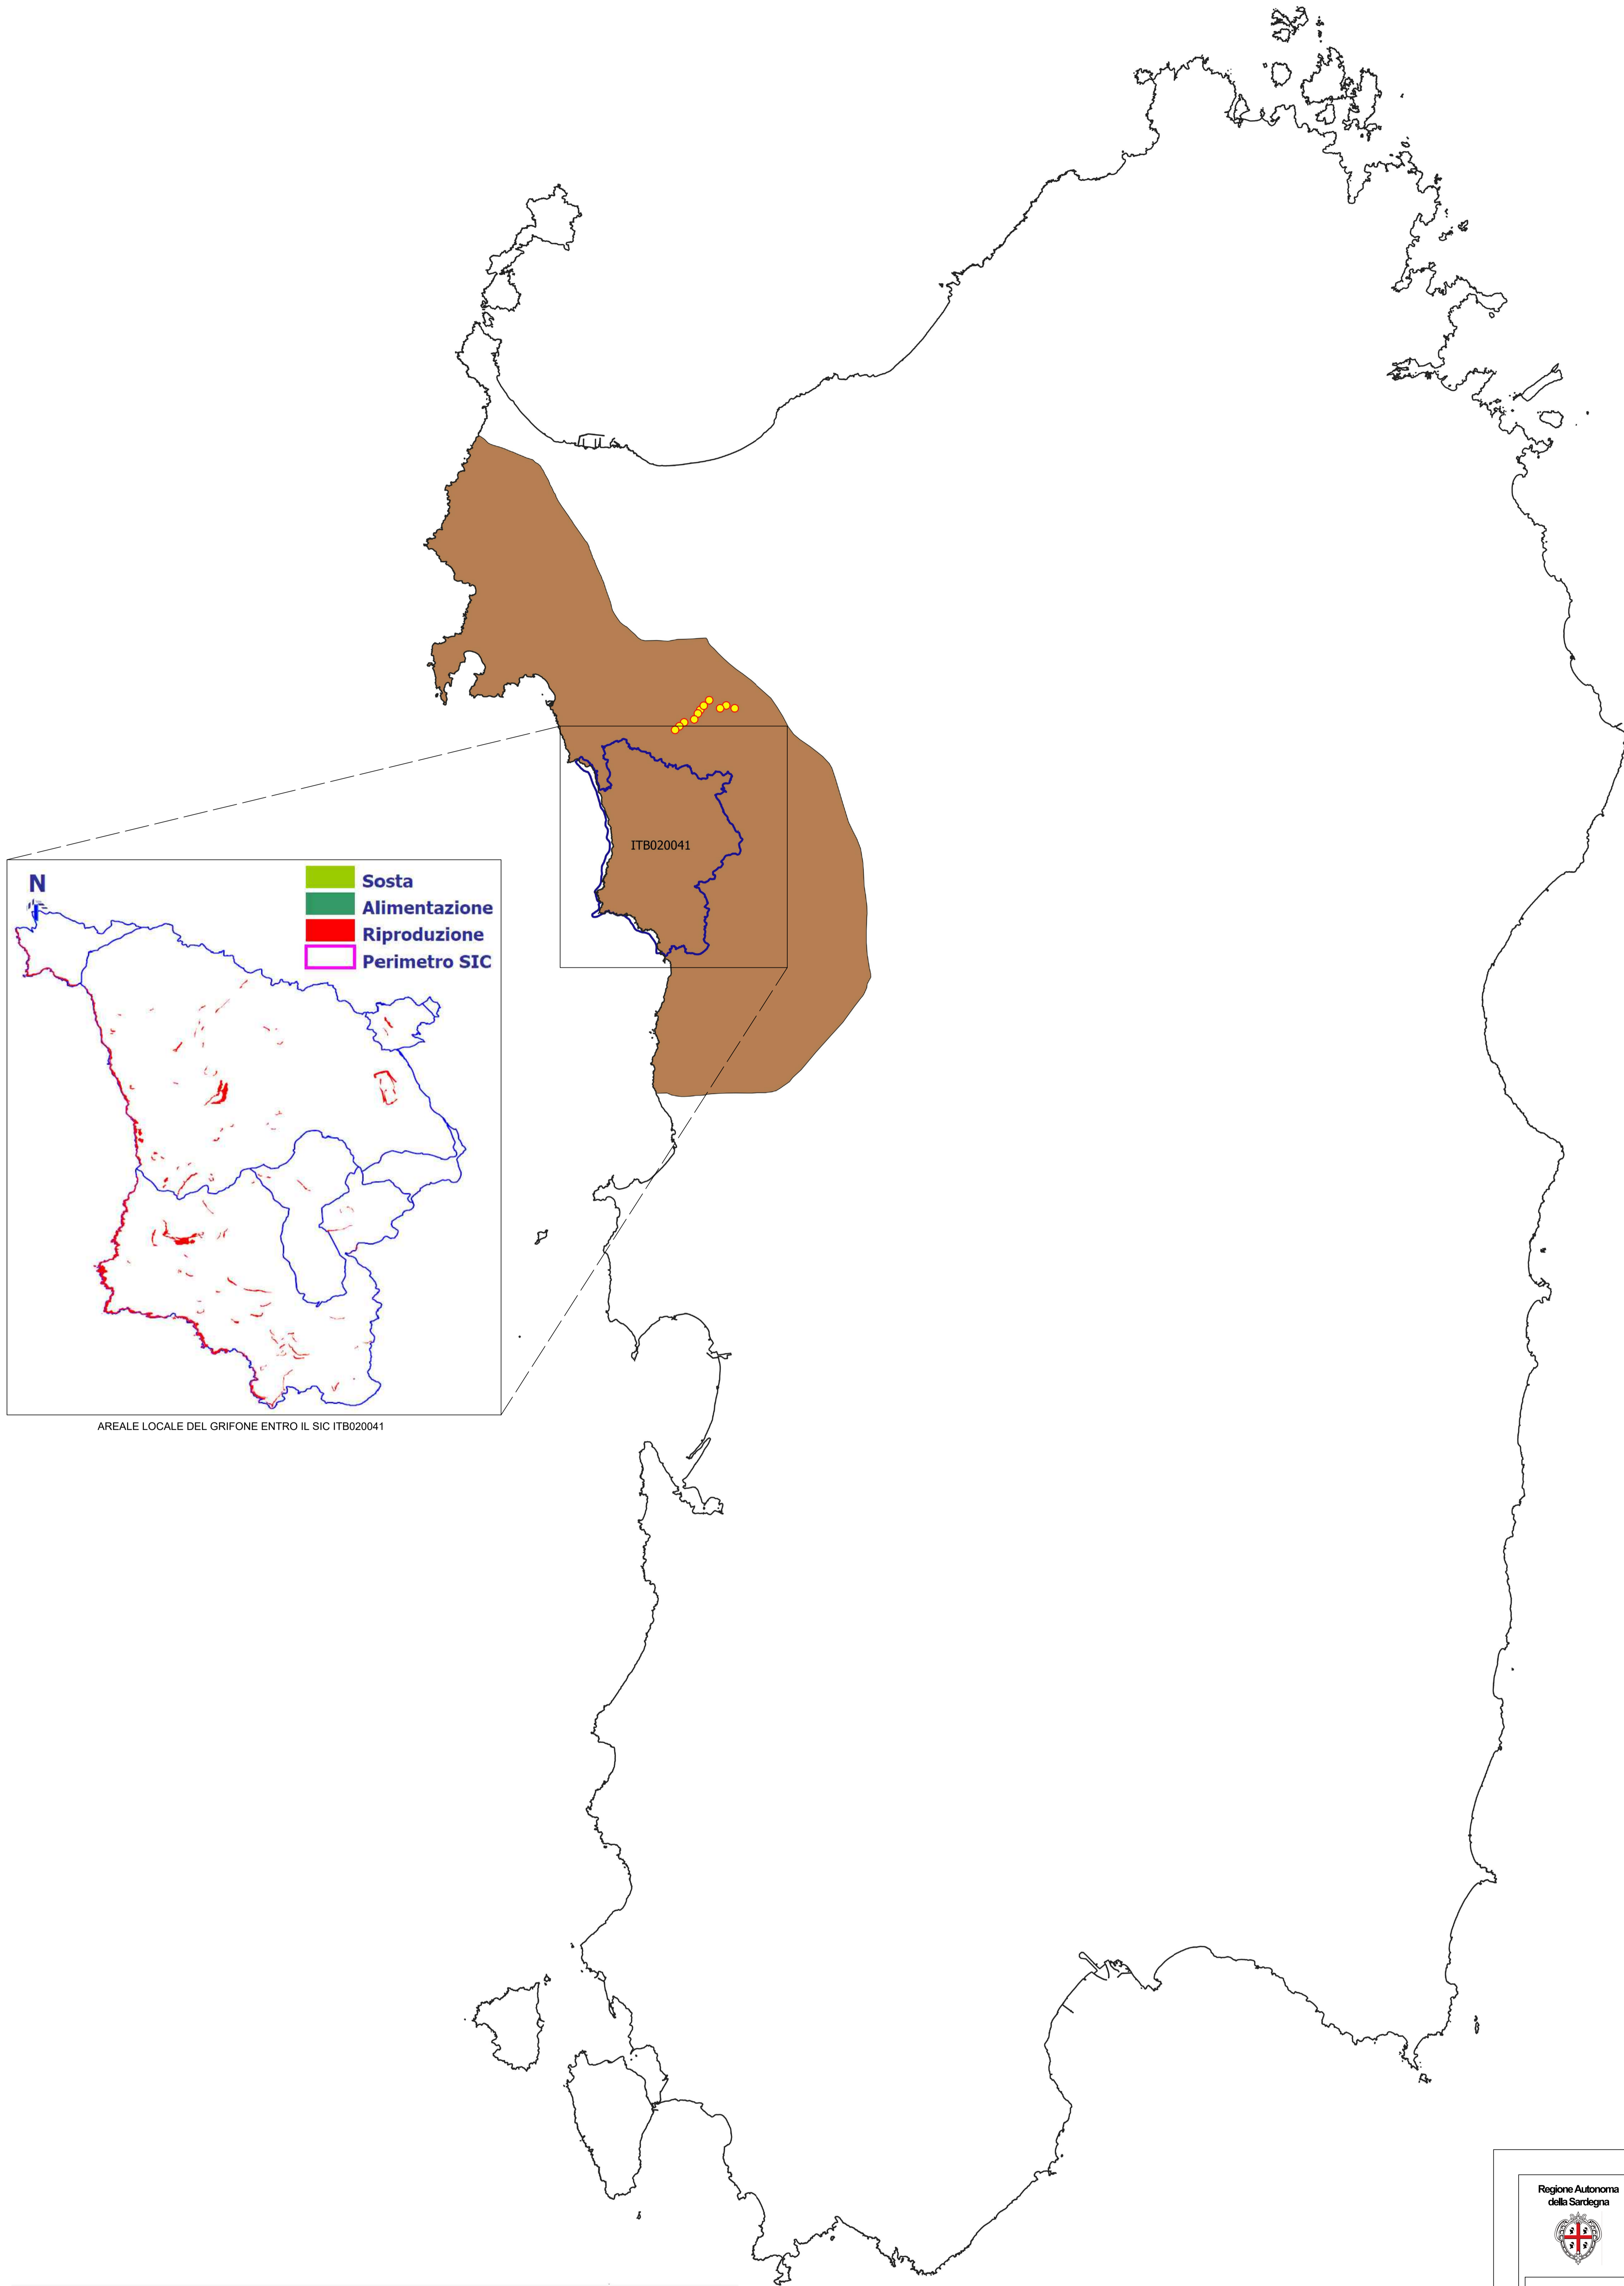 ITB020041
N
Sosta
Alimentazione
Riproduzione
Perimetro SIC
AREALE LOCALE DEL GRIFONE ENTRO IL SIC ITB020041
Regione Autonoma
della Sardegna